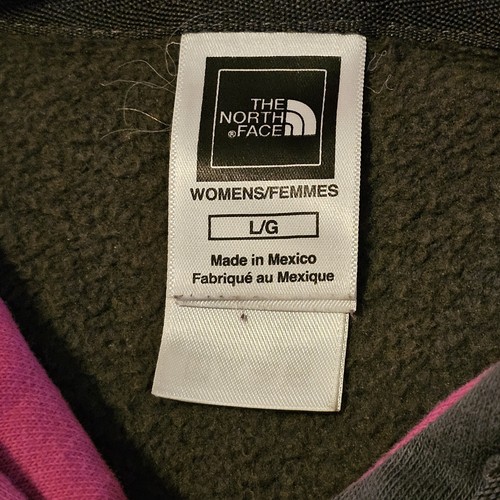 THE
NORTH
®FACE
WOMENS/FEMMES
L/G
Made in Mexico
Fabriqué au Mexique